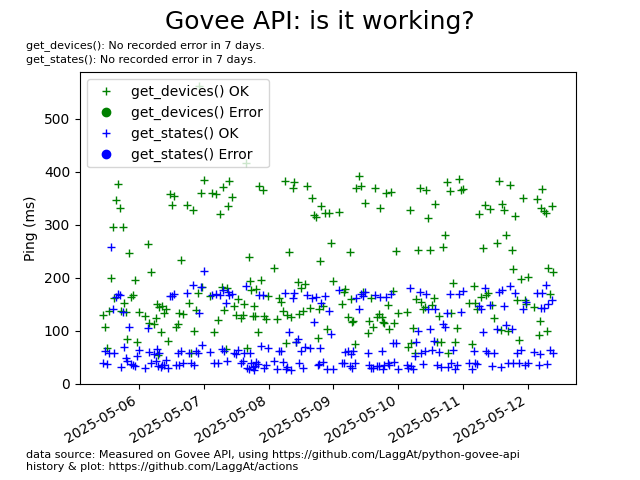 Govee API: is it working?
get_devices(): No recorded error in 7 days.
get_states(): No recorded error in 7 days.
get_devices() OK
get_devices() Error
get_states() OK
get_states() Error
Ping (ms)
500
400
300
200
100
0
2025-05-06
2025-05-07
2025-05-08
2025-05-09
2025-05-10
2025-05-11
2025-05-12
data source: Measured on Govee API, using https://github.com/LaggAt/python-govee-api
history & plot: https://github.com/LaggAt/actions